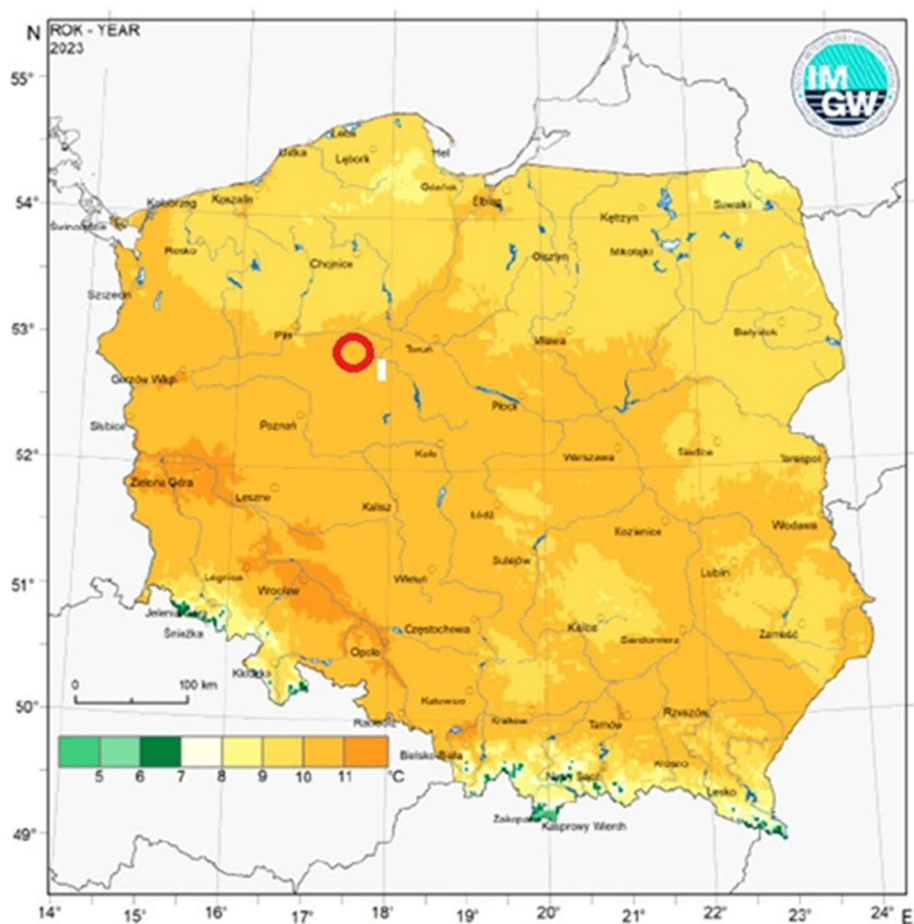 N
ROK - YEAR
2023
IM
GW
55°
Łeba
Ustka
Lębork
Hel
Gdańsk
54°
Kołobrzeg
Koszalin
Elbląg
Suwałki
Świnoujście
Kętrzyn
Resko
Chojnice
Olsztyn
Mikołajki
Szczecin
53°
Piła
Toruń
Mława
Białystok
Gorzów Wlkp.
Płock
Słubice
Poznań
52°
Koło
Warszawa
Siedlce
Terespol
Zielona Góra
Leszno
Kalisz
Łódź
Kozienice
Włodawa
51°
Legnica
Wrocław
Wieluń
Sulejów
Lublin
Jelenia Góra
Śnieżka
Częstochowa
Kielce
Sandomierz
Zamość
Opole
Kłodzko
0 100 km
50°
Katowice
Racibórz
Kraków
Tarnów
Rzeszów
Bielsko-Biała
5 6 7 8 9 10 11 °C
Nowy Sącz
Krosno
Lesko
49°
Zakopane
Kasprowy Wierch
14° 15° 16° 17° 18° 19° 20° 21° 22° 23° 24° E